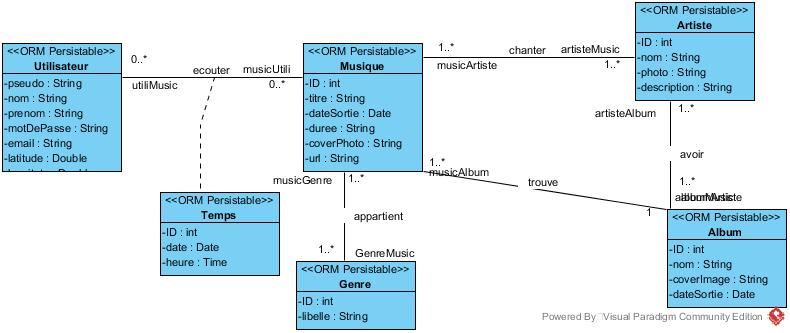 <<ORM Persistable>>
Utilisateur
-pseudo : String
-nom : String
-prenom : String
-motDePasse : String
-email : String
-latitude : Double
0..*
utiliMusic
ecouter
musicUtili
0..*
<<ORM Persistable>>
Musique
-ID : int
-titre : String
-dateSortie : Date
-duree : String
-coverPhoto : String
-url : String
1..*
musicArtiste
chanter
artisteMusic
1..*
<<ORM Persistable>>
Artiste
-ID : int
-nom : String
-photo : String
-description : String
artisteAlbum
1..*
avoir
1..*
1..*
musicAlbum
trouve
1
<<ORM Persistable>>
Album
-ID : int
-nom : String
-coverImage : String
-dateSortie : Date
<<ORM Persistable>>
Temps
-ID : int
-date : Date
-heure : Time
musicGenre
1..*
appartient
1..*
GenreMusic
<<ORM Persistable>>
Genre
-ID : int
-libelle : String
Powered By Visual Paradigm Community Edition